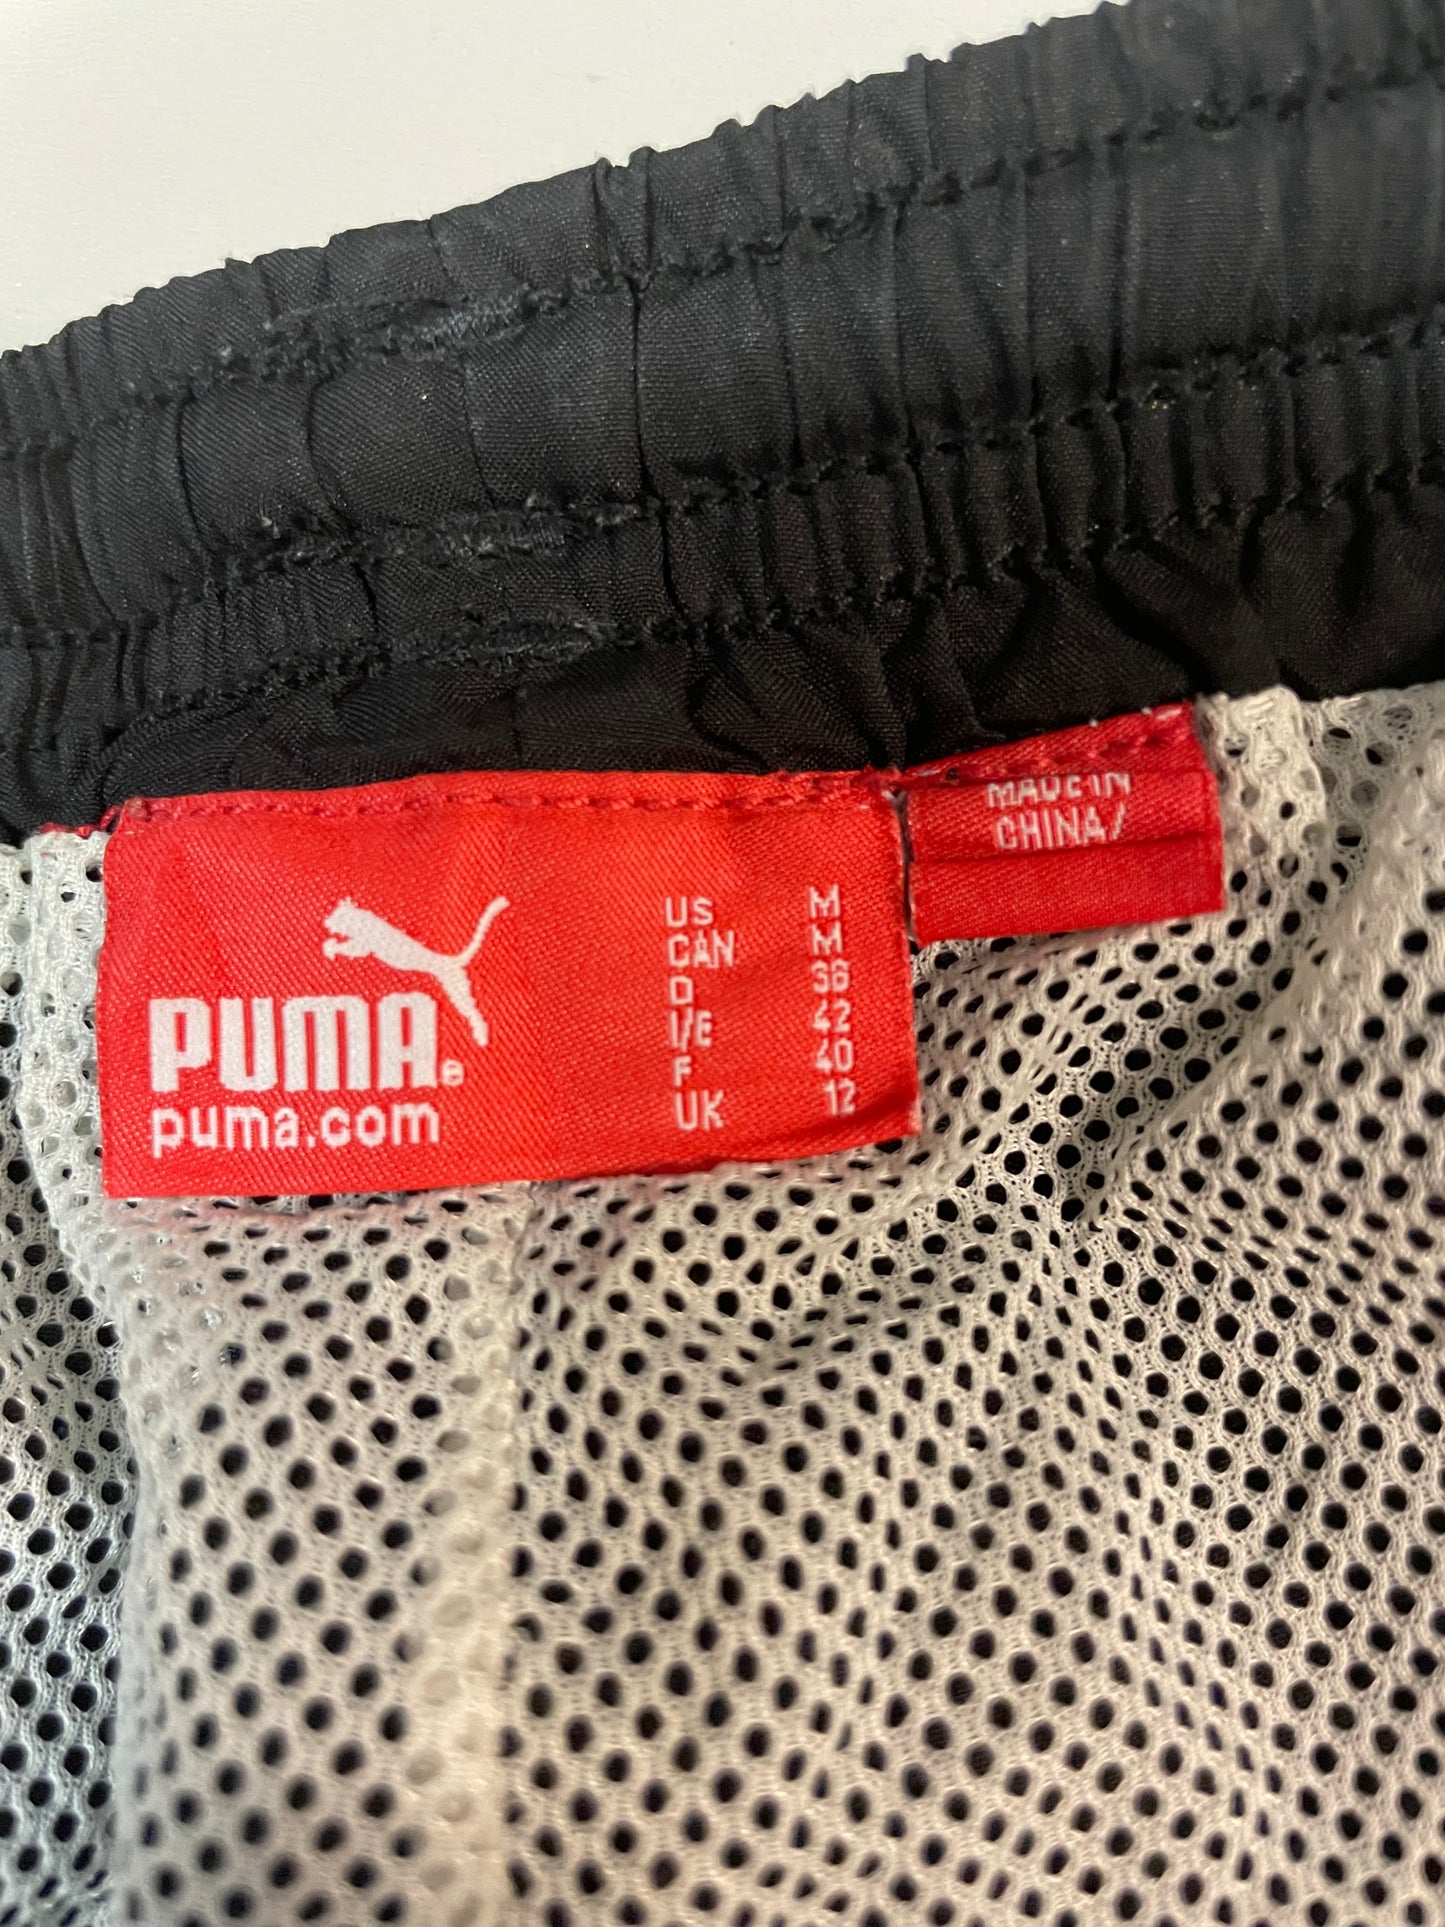 PUMA®
puma.com
US M
CAN M
D 36
I/E 42
F 40
UK 12
MADE IN
CHINA/